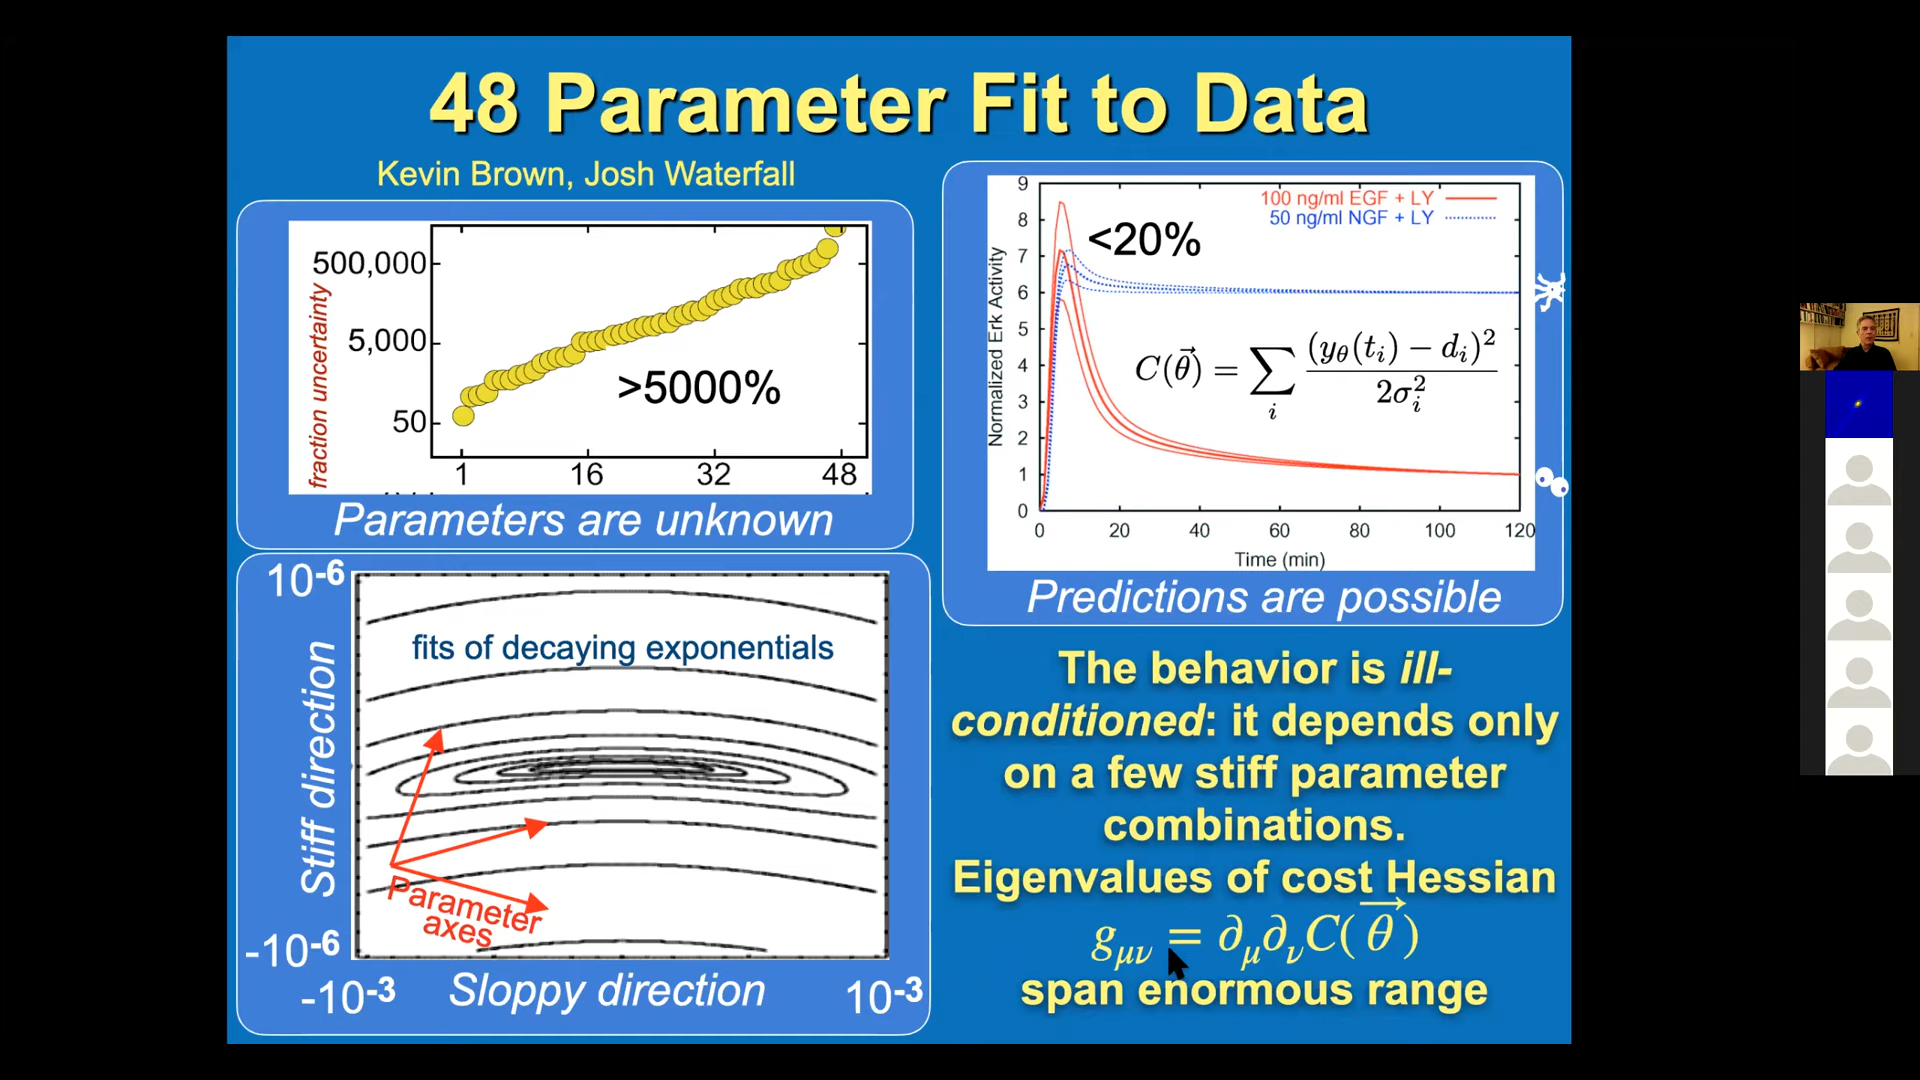 48 Parameter Fit to Data
Kevin Brown, Josh Waterfall
fraction uncertainty
500,000
5,000
50
>5000%
1 16 32 48
Parameters are unknown
10-6
Stiff direction
-10-6
fits of decaying exponentials
Parameter
axes
-10-3
Sloppy direction
10-3
9
8
7
6
5
4
3
2
1
0
Normalized Erk Activity
100 ng/ml EGF + LY
50 ng/ml NGF + LY
<20%
C(θ⃗) = ∑i (yθ(ti) − di)² / 2σi²
0 20 40 60 80 100 120
Time (min)
Predictions are possible
The behavior is ill-
conditioned: it depends only
on a few stiff parameter
combinations.
Eigenvalues of cost Hessian
gμν = ∂μ∂νC(θ⃗)
span enormous range